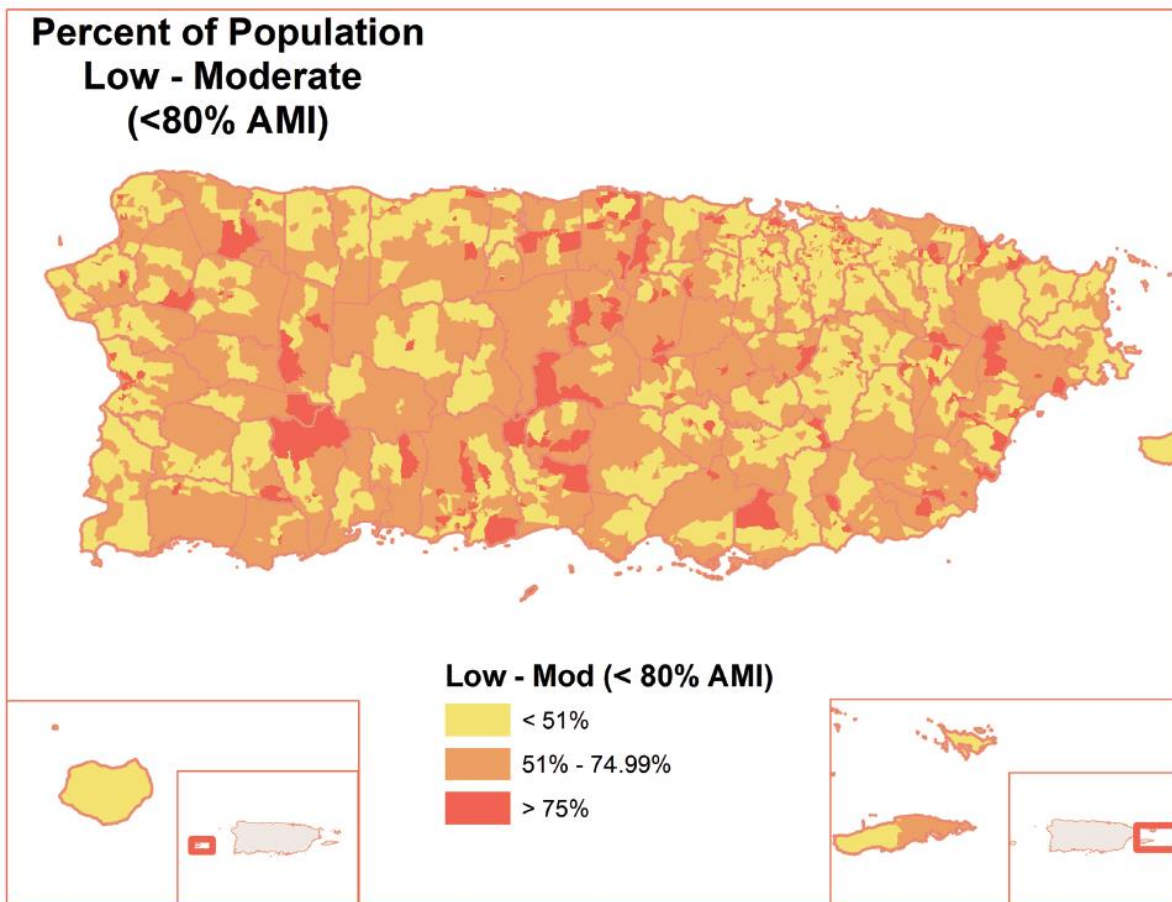 Percent of Population
Low - Moderate
(<80% AMI)
Low - Mod (< 80% AMI)
< 51%
51% - 74.99%
> 75%